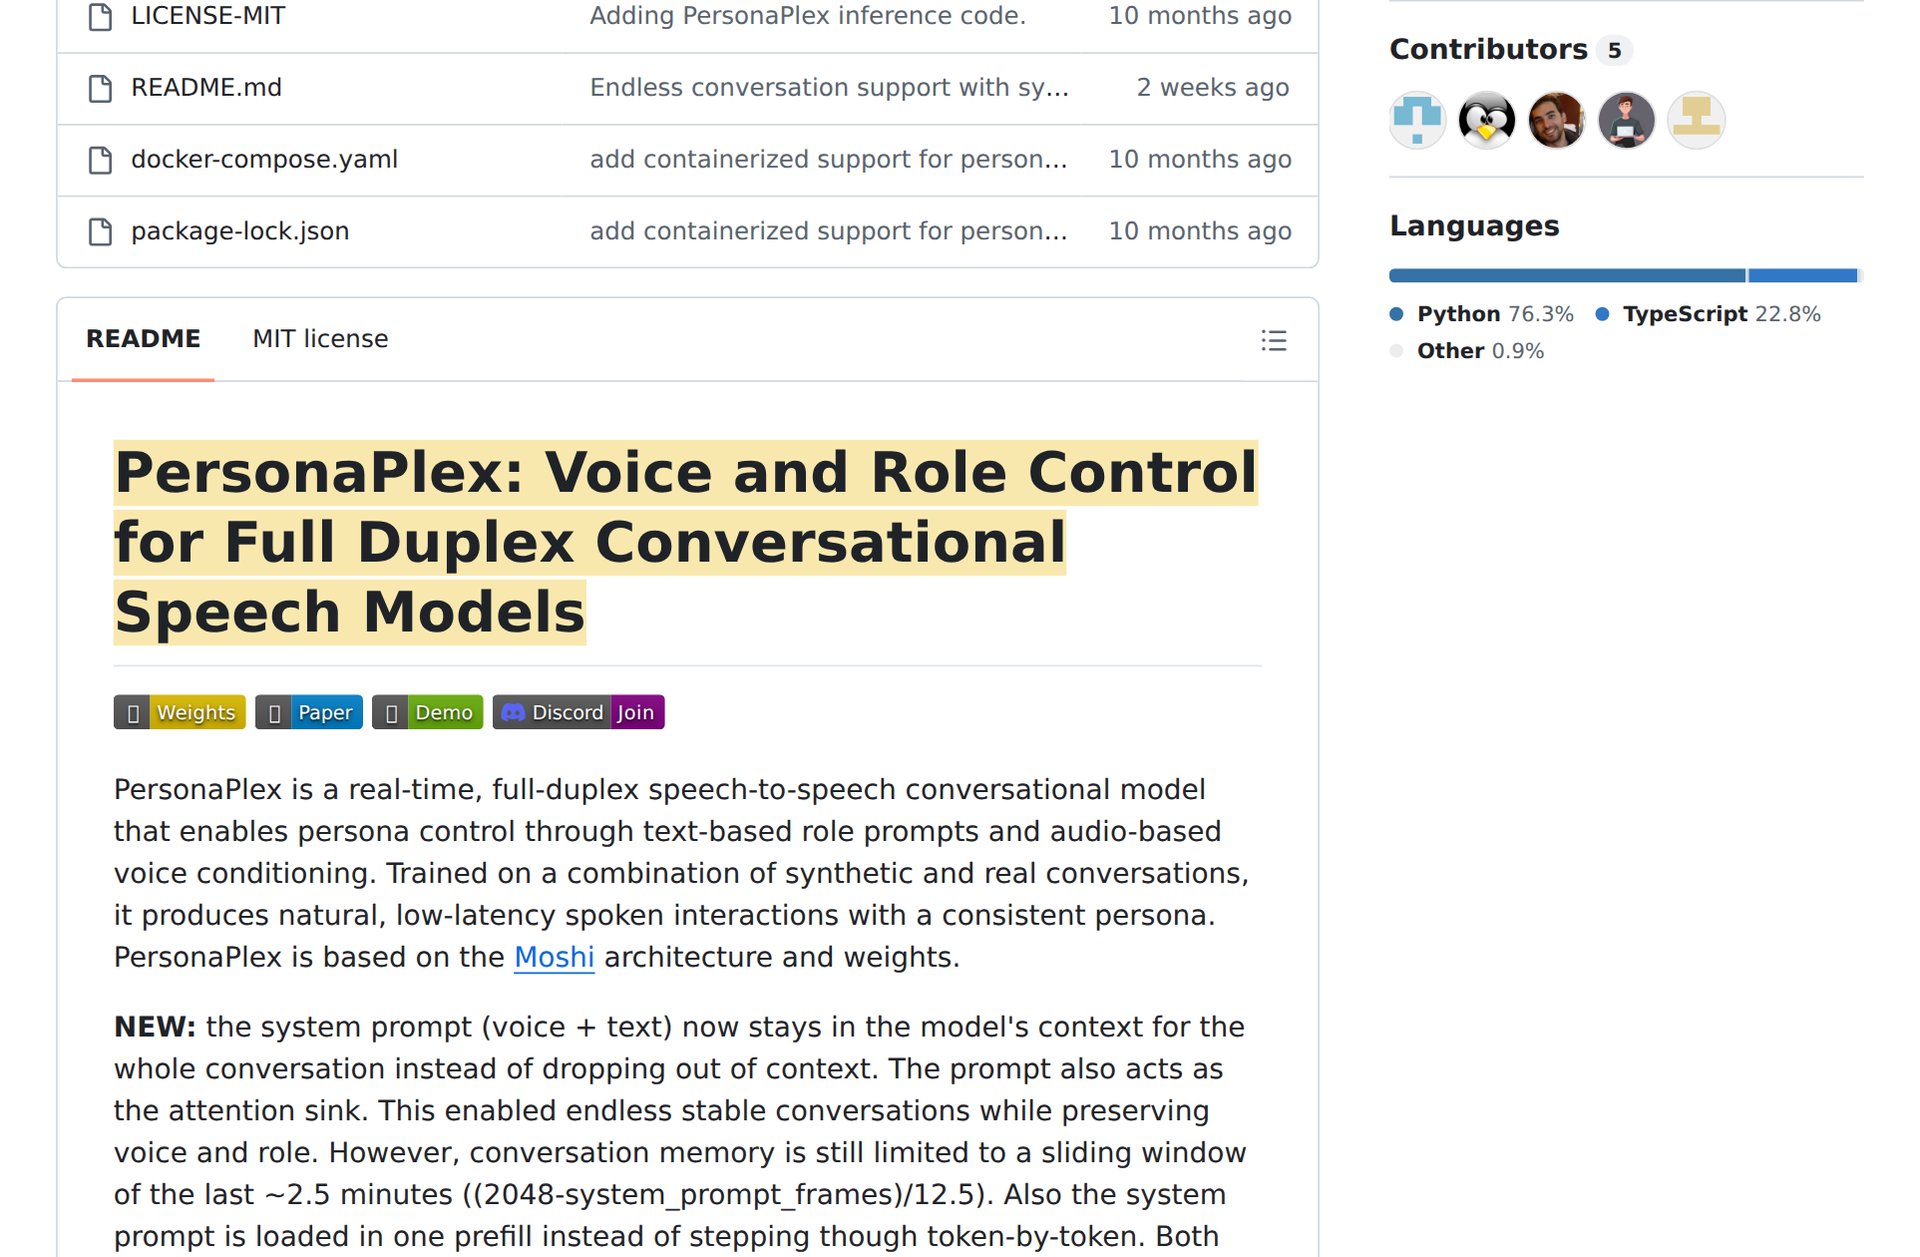 LICENSE-MIT Adding PersonaPlex inference code. 10 months ago
README.md Endless conversation support with sy... 2 weeks ago
docker-compose.yaml add containerized support for person... 10 months ago
package-lock.json add containerized support for person... 10 months ago
README MIT license
PersonaPlex: Voice and Role Control
for Full Duplex Conversational
Speech Models
Weights Paper Demo Discord Join
PersonaPlex is a real-time, full-duplex speech-to-speech conversational model
that enables persona control through text-based role prompts and audio-based
voice conditioning. Trained on a combination of synthetic and real conversations,
it produces natural, low-latency spoken interactions with a consistent persona.
PersonaPlex is based on the Moshi architecture and weights.
NEW: the system prompt (voice + text) now stays in the model's context for the
whole conversation instead of dropping out of context. The prompt also acts as
the attention sink. This enabled endless stable conversations while preserving
voice and role. However, conversation memory is still limited to a sliding window
of the last ~2.5 minutes ((2048-system_prompt_frames)/12.5). Also the system
prompt is loaded in one prefill instead of stepping though token-by-token. Both
Contributors 5
Languages
Python 76.3% TypeScript 22.8%
Other 0.9%